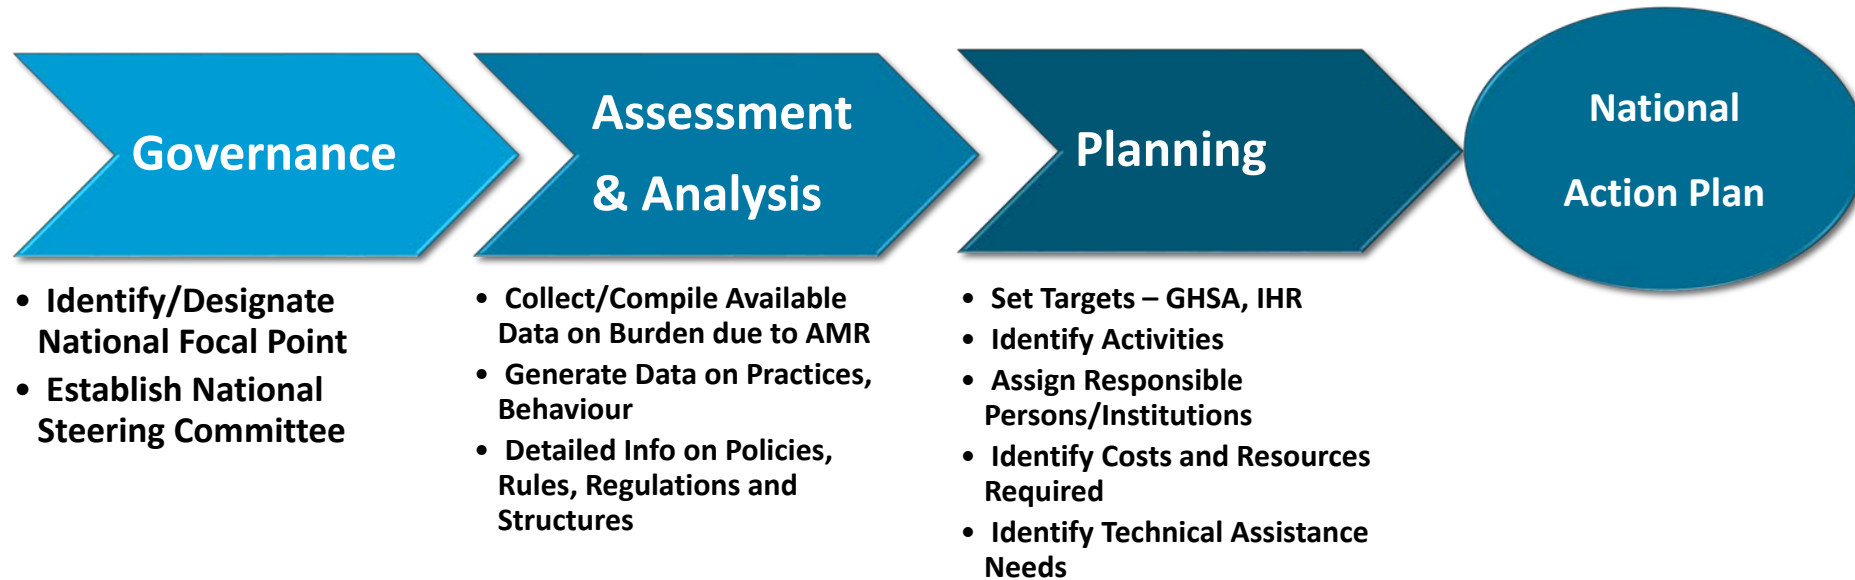 Governance
• Identify/Designate
National Focal Point
• Establish National
Steering Committee
Assessment
& Analysis
• Collect/Compile Available
Data on Burden due to AMR
• Generate Data on Practices,
Behaviour
• Detailed Info on Policies,
Rules, Regulations and
Structures
Planning
• Set Targets – GHSA, IHR
• Identify Activities
• Assign Responsible
Persons/Institutions
• Identify Costs and Resources
Required
• Identify Technical Assistance
Needs
National
Action Plan